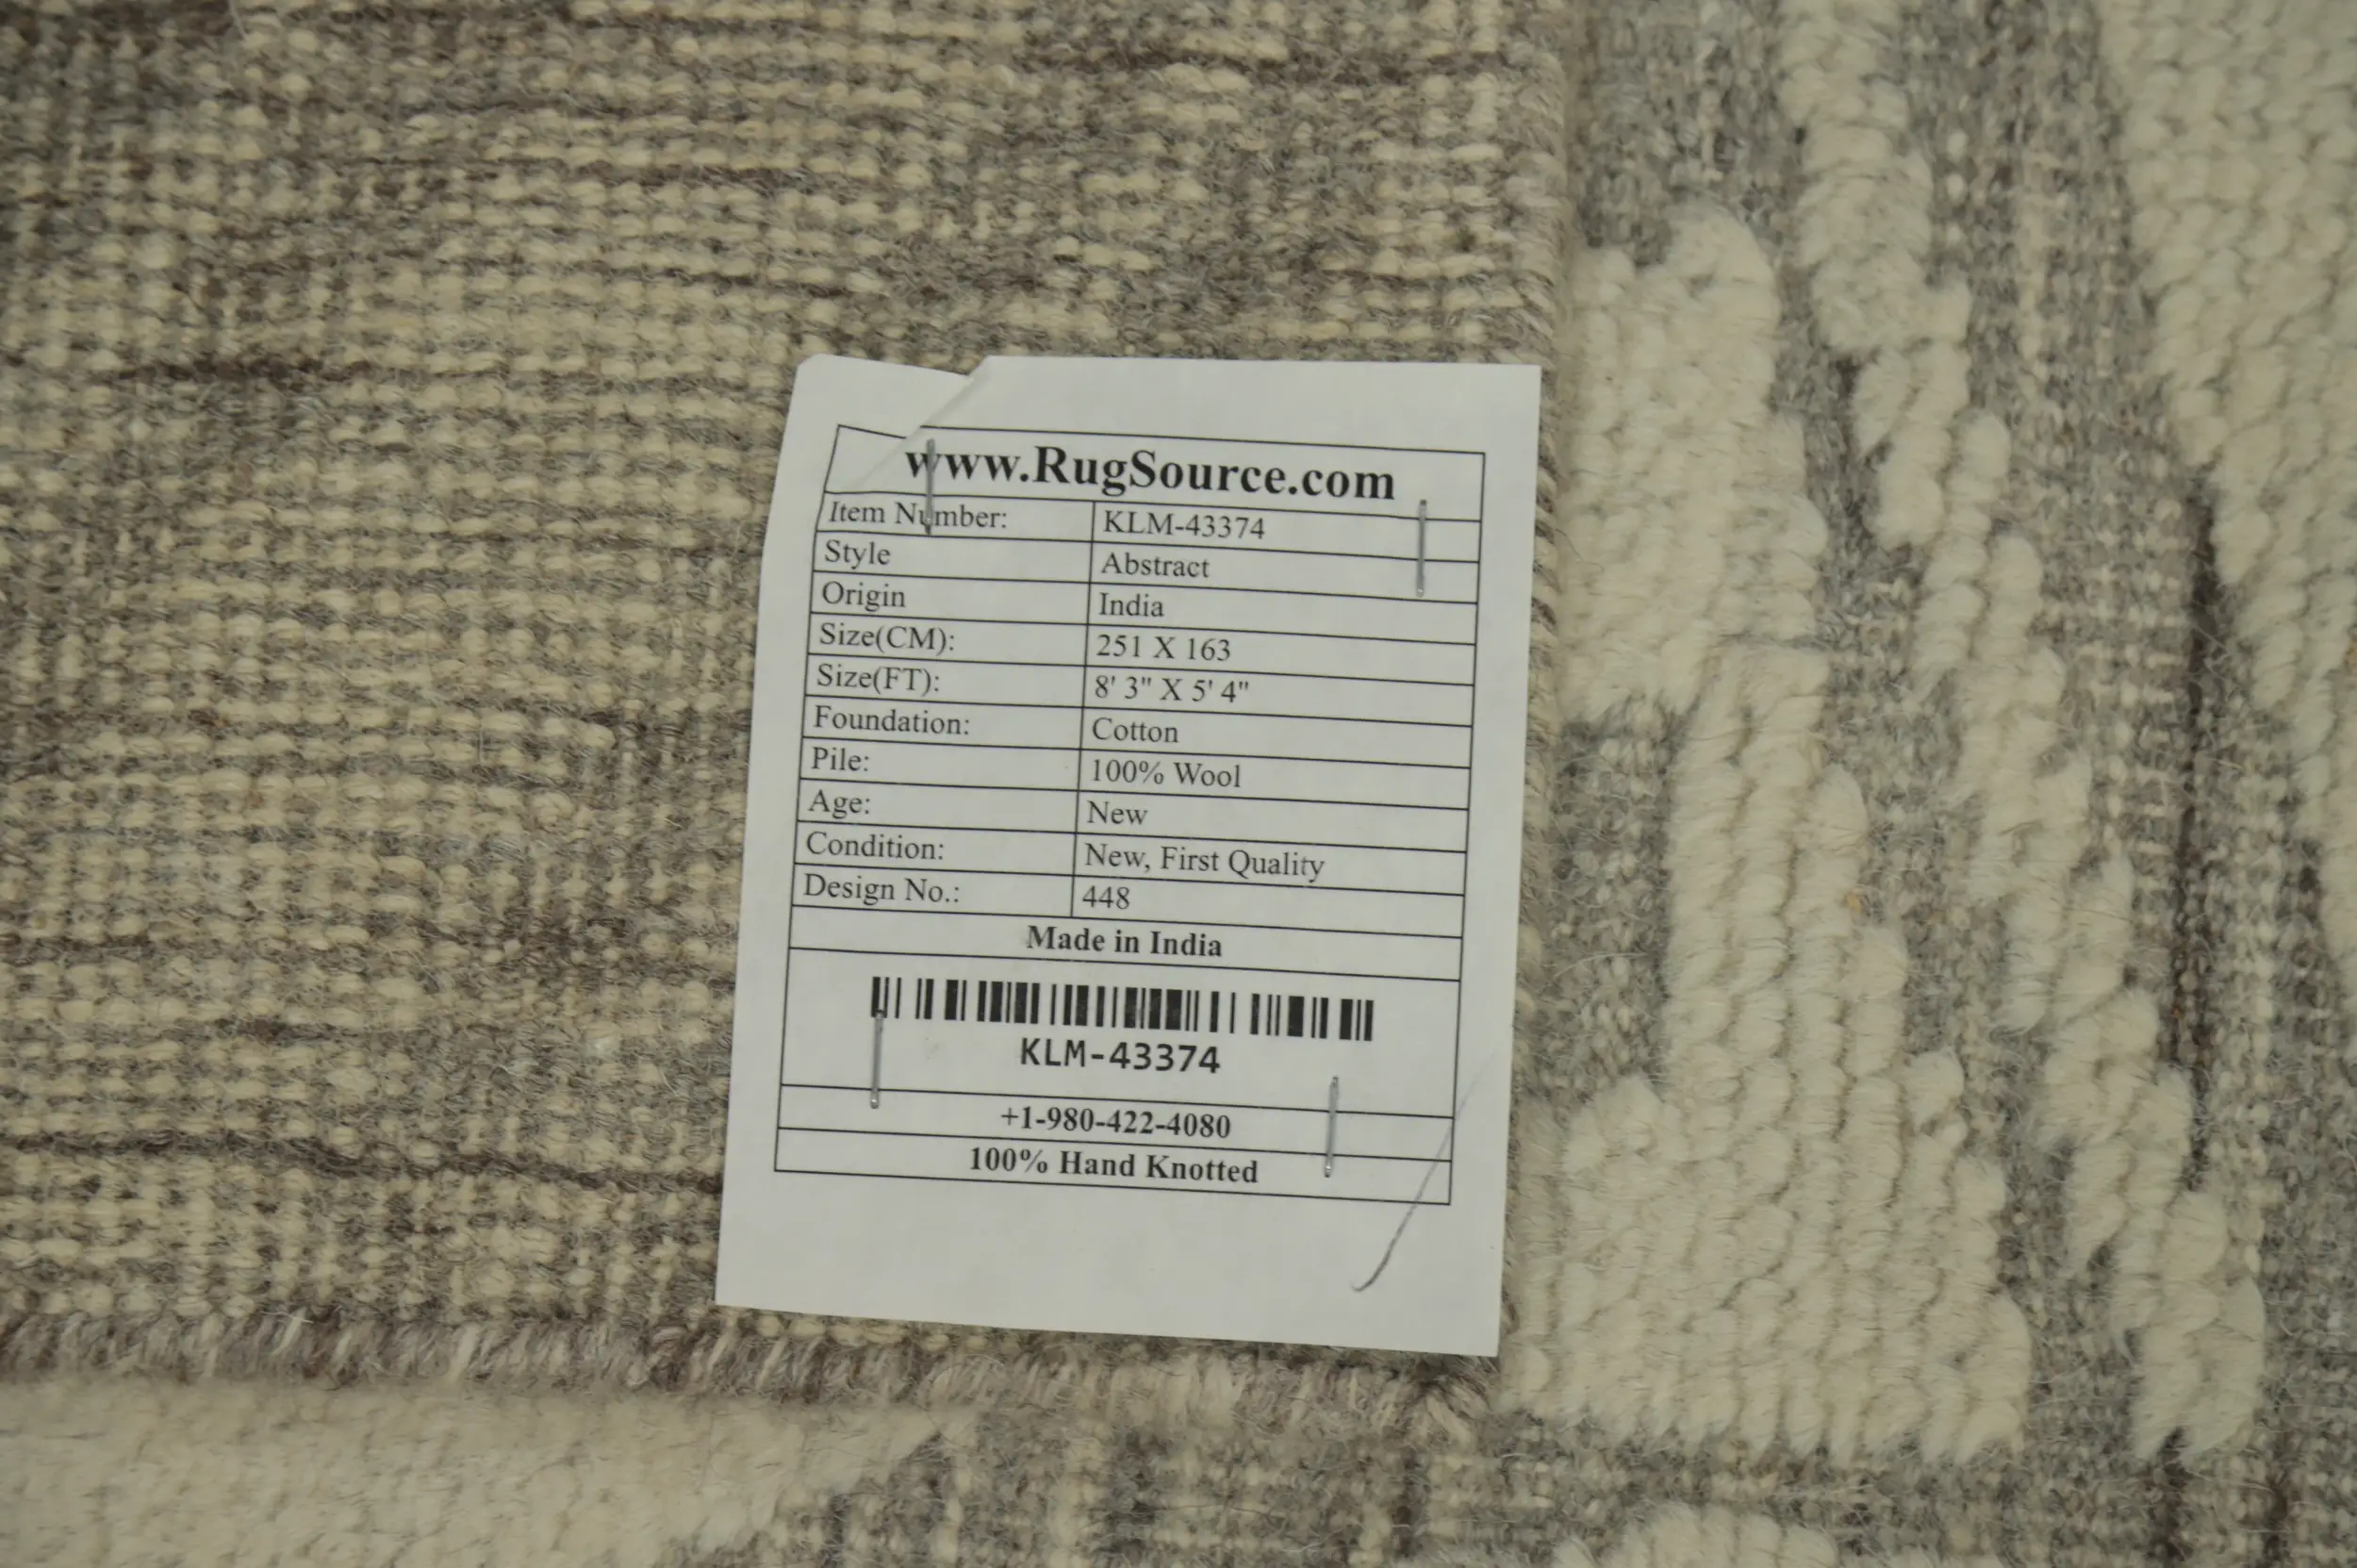 www.RugSource.com
Item Number: KLM-43374
Style Abstract
Origin India
Size(CM): 251 X 163
Size(FT): 8' 3" X 5' 4"
Foundation: Cotton
Pile: 100% Wool
Age: New
Condition: New, First Quality
Design No.: 448
Made in India
KLM-43374
+1-980-422-4080
100% Hand Knotted